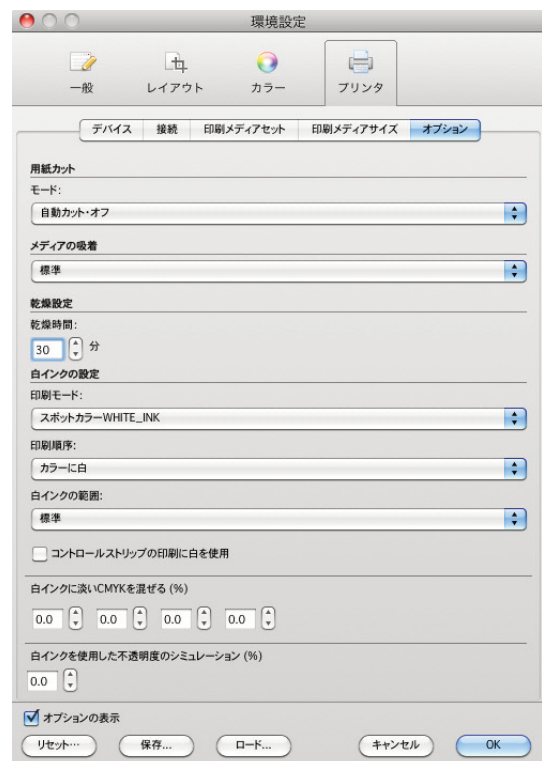 環境設定
一般 レイアウト カラー プリンタ
デバイス 接続 印刷メディアセット 印刷メディアサイズ オプション
用紙カット
モード:
自動カット・オフ
メディアの吸着
標準
乾燥設定
乾燥時間:
30 分
白インクの設定
印刷モード:
スポットカラーWHITE_INK
印刷順序:
カラーに白
白インクの範囲:
標準
コントロールストリップの印刷に白を使用
白インクに淡いCMYKを混ぜる (%)
0.0 0.0 0.0 0.0
白インクを使用した不透明度のシミュレーション (%)
0.0
オプションの表示
リセット… 保存... ロード... キャンセル OK